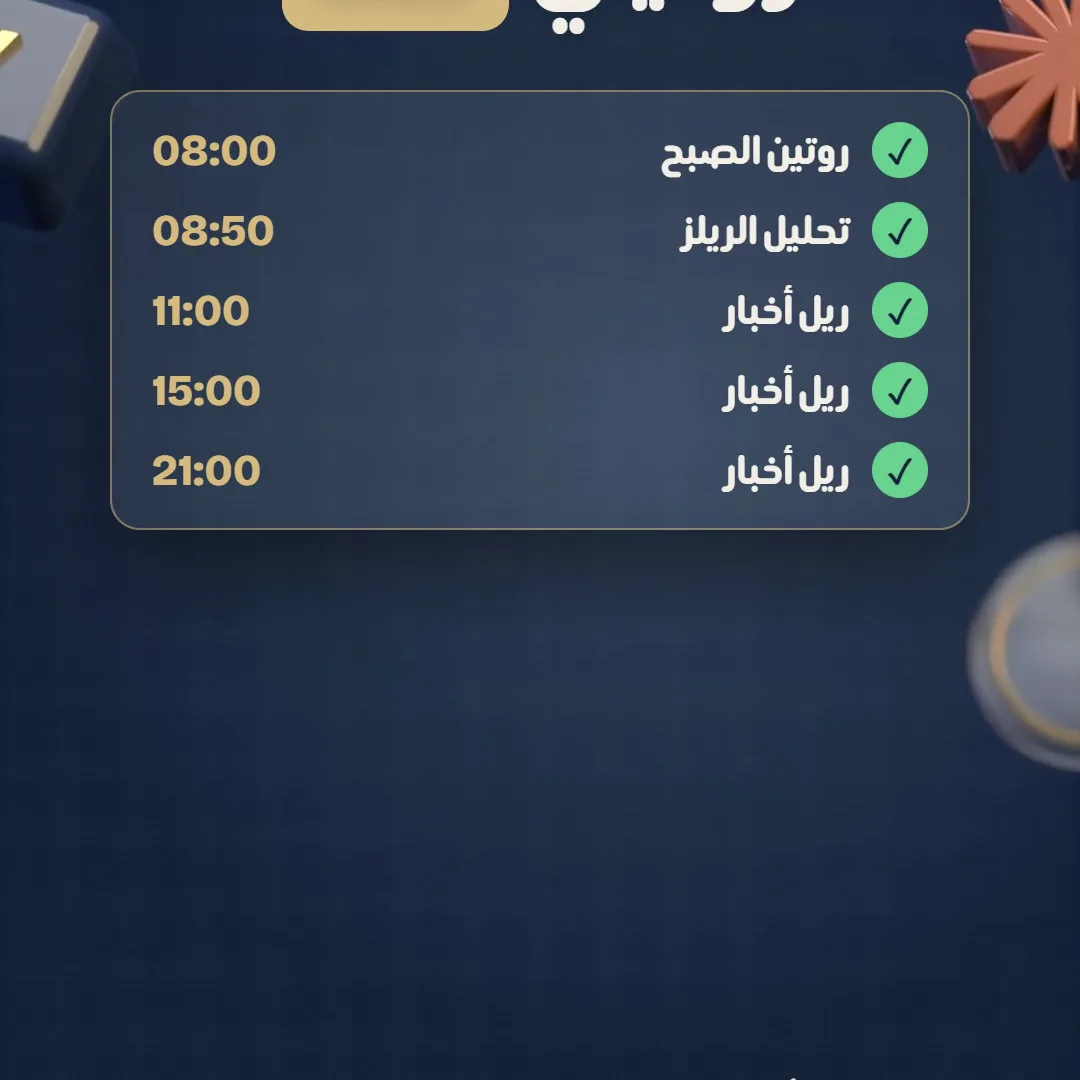 روتين الصبح 08:00
تحليل الريلز 08:50
ريل أخبار 11:00
ريل أخبار 15:00
ريل أخبار 21:00